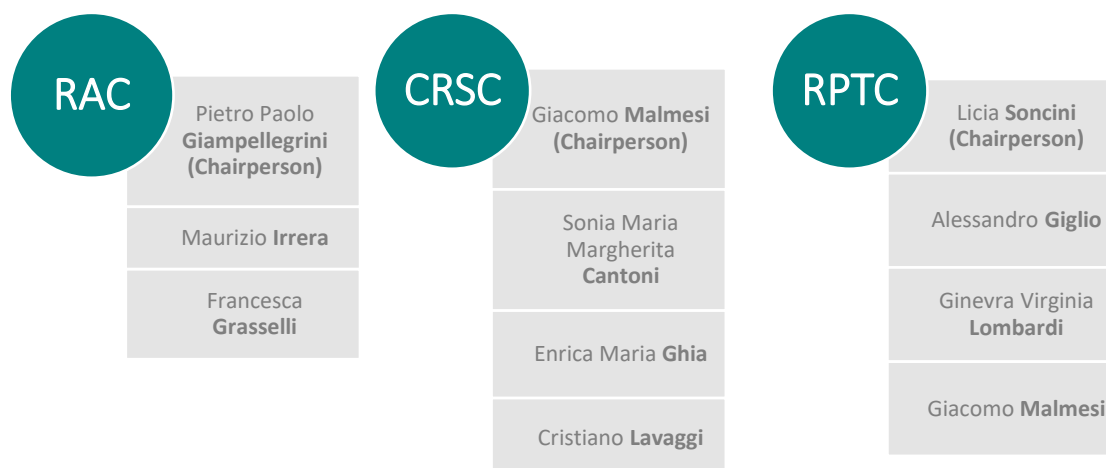 RAC
Pietro Paolo
Giampellegrini
(Chairperson)
Maurizio Irrera
Francesca
Grasselli
CRSC
Giacomo Malmesi
(Chairperson)
Sonia Maria
Margherita
Cantoni
Enrica Maria Ghia
Cristiano Lavaggi
RPTC
Licia Soncini
(Chairperson)
Alessandro Giglio
Ginevra Virginia
Lombardi
Giacomo Malmesi